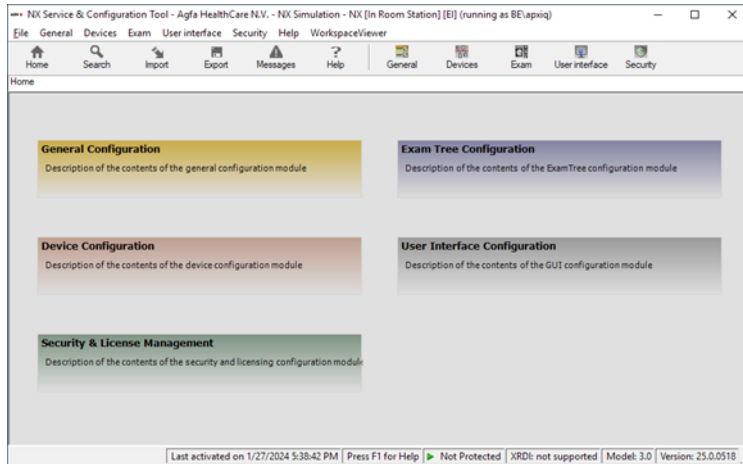 NX Service & Configuration Tool - Agfa HealthCare N.V. - NX Simulation - NX [In Room Station] [EI] (running as BE\apxiq)
File General Devices Exam User interface Security Help WorkspaceViewer
Home Search Import Export Messages Help General Devices Exam User interface Security
Home
General Configuration
Description of the contents of the general configuration module
Exam Tree Configuration
Description of the contents of the ExamTree configuration module
Device Configuration
Description of the contents of the device configuration module
User Interface Configuration
Description of the contents of the GUI configuration module
Security & License Management
Description of the contents of the security and licensing configuration module
Last activated on 1/27/2024 5:38:42 PM Press F1 for Help Not Protected XRDI: not supported Model: 3.0 Version: 25.0.0518